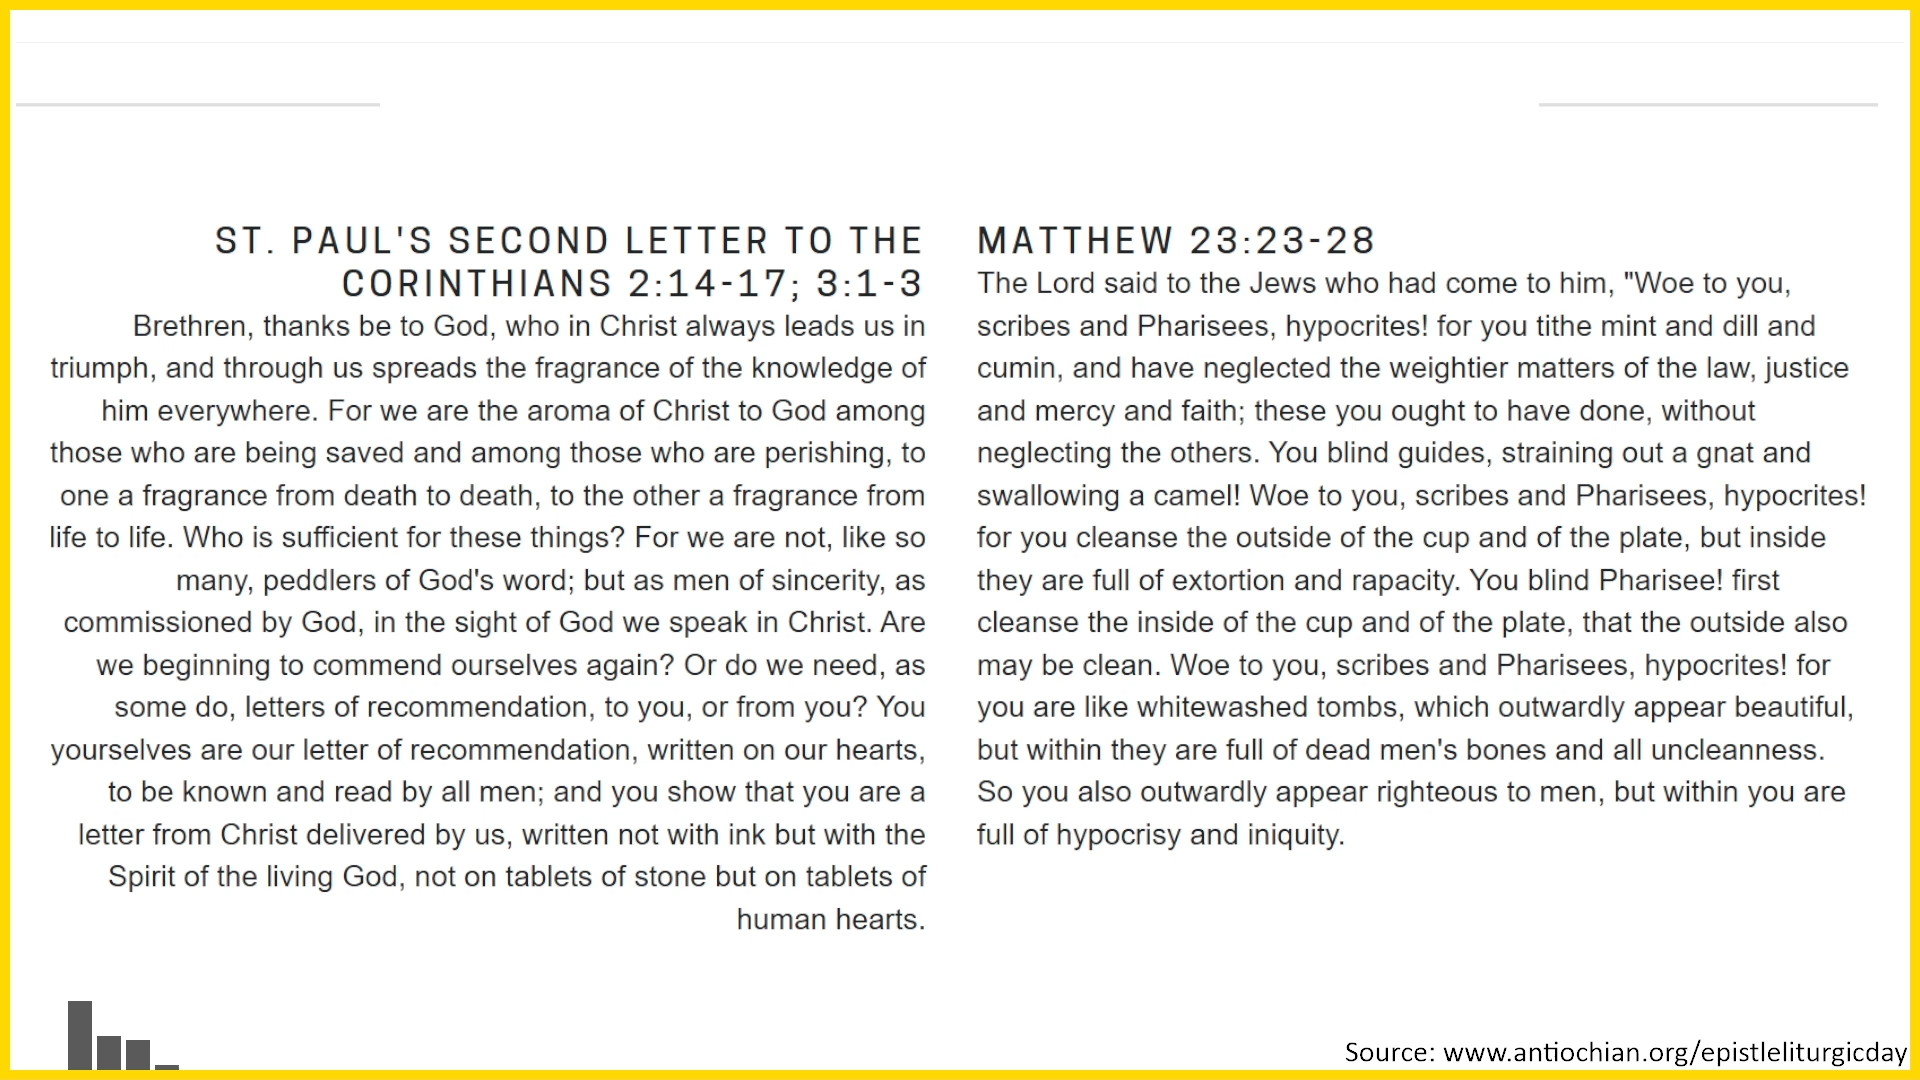 ST. PAUL'S SECOND LETTER TO THE
CORINTHIANS 2:14-17; 3:1-3
Brethren, thanks be to God, who in Christ always leads us in
triumph, and through us spreads the fragrance of the knowledge of
him everywhere. For we are the aroma of Christ to God among
those who are being saved and among those who are perishing, to
one a fragrance from death to death, to the other a fragrance from
life to life. Who is sufficient for these things? For we are not, like so
many, peddlers of God's word; but as men of sincerity, as
commissioned by God, in the sight of God we speak in Christ. Are
we beginning to commend ourselves again? Or do we need, as
some do, letters of recommendation, to you, or from you? You
yourselves are our letter of recommendation, written on our hearts,
to be known and read by all men; and you show that you are a
letter from Christ delivered by us, written not with ink but with the
Spirit of the living God, not on tablets of stone but on tablets of
human hearts.
MATTHEW 23:23-28
The Lord said to the Jews who had come to him, "Woe to you,
scribes and Pharisees, hypocrites! for you tithe mint and dill and
cumin, and have neglected the weightier matters of the law, justice
and mercy and faith; these you ought to have done, without
neglecting the others. You blind guides, straining out a gnat and
swallowing a camel! Woe to you, scribes and Pharisees, hypocrites!
for you cleanse the outside of the cup and of the plate, but inside
they are full of extortion and rapacity. You blind Pharisee! first
cleanse the inside of the cup and of the plate, that the outside also
may be clean. Woe to you, scribes and Pharisees, hypocrites! for
you are like whitewashed tombs, which outwardly appear beautiful,
but within they are full of dead men's bones and all uncleanness.
So you also outwardly appear righteous to men, but within you are
full of hypocrisy and iniquity.
Source: www.antiochian.org/epistleliturgicday